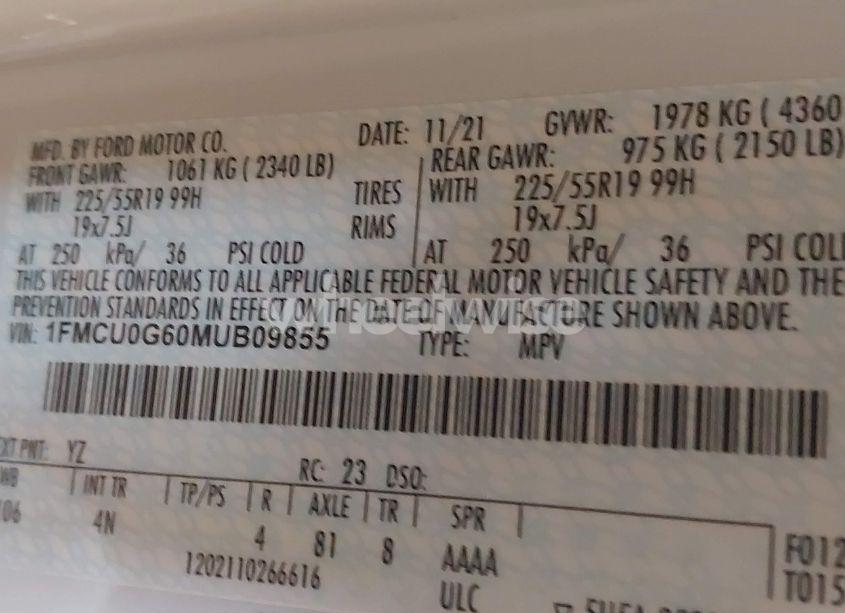 MFD. BY FORD MOTOR CO. DATE: 11/21 GVWR: 1978 KG ( 4360
FRONT GAWR: 1061 KG ( 2340 LB) REAR GAWR: 975 KG ( 2150 LB)
WITH 225/55R19 99H TIRES WITH 225/55R19 99H
19x7.5J RIMS 19x7.5J
AT 250 kPa/ 36 PSI COLD AT 250 kPa/ 36 PSI COL
THIS VEHICLE CONFORMS TO ALL APPLICABLE FEDERAL MOTOR VEHICLE SAFETY AND THE
PREVENTION STANDARDS IN EFFECT ON THE DATE OF MANUFACTURE SHOWN ABOVE.
VIN: 1FMCU0G60MUB09855 TYPE: MPV
EXT PNT: YZ RC: 23 DSO:
WB INT TR TP/PS R AXLE TR SPR
106 4N 4 81 8 AAAA F012
1202110266616 ULC T015